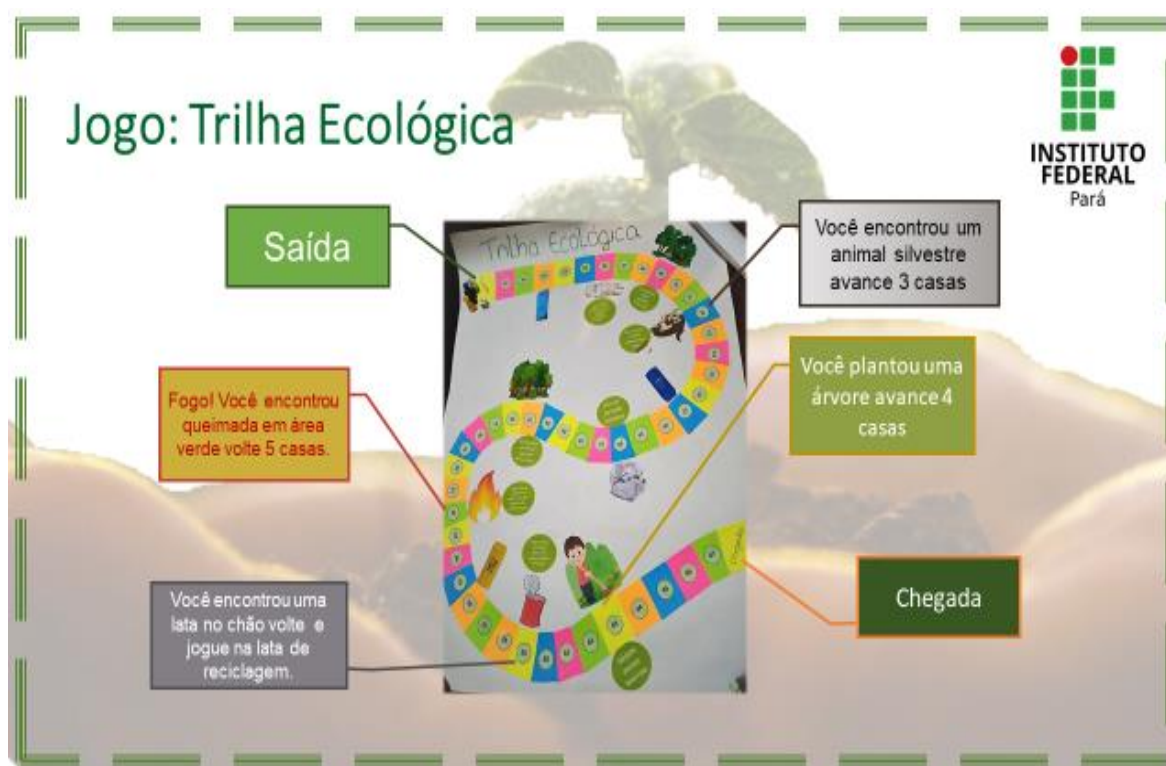 Jogo: Trilha Ecológica
INSTITUTO
FEDERAL
Pará
Saída
Trilha Ecológica
Você encontrou um
animal silvestre
avance 3 casas
Fogo! Você encontrou
queimada em área
verde volte 5 casas.
Você plantou uma
árvore avance 4
casas
Você encontrou uma
lata no chão volte e
jogue na lata de
reciclagem.
Chegada